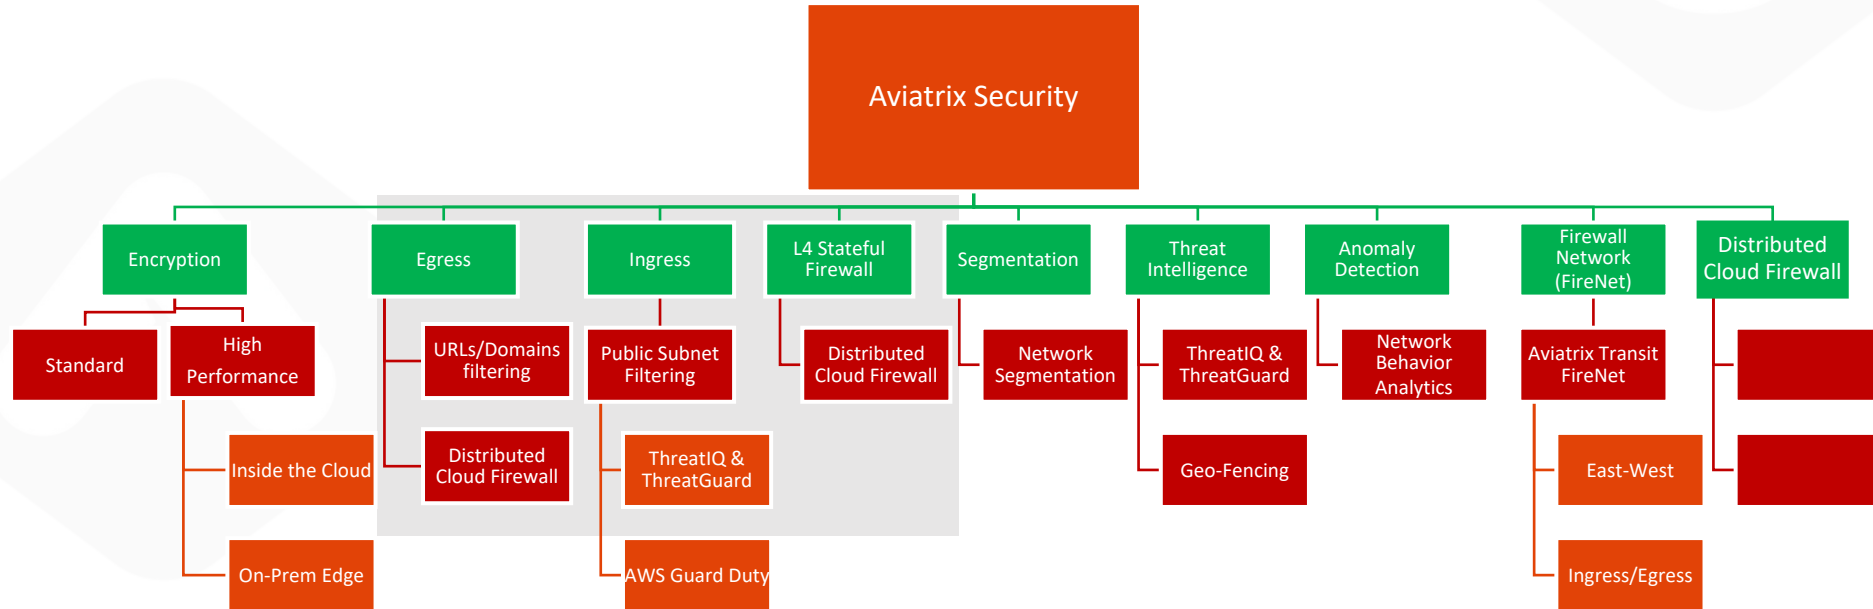 Aviatrix Security
Encryption
Egress
Ingress
L4 Stateful
Firewall
Segmentation
Threat
Intelligence
Anomaly
Detection
Firewall
Network
(FireNet)
Distributed
Cloud Firewall
Standard
High
Performance
URLs/Domains
filtering
Public Subnet
Filtering
Distributed
Cloud Firewall
Network
Segmentation
ThreatIQ &
ThreatGuard
Network
Behavior
Analytics
Aviatrix Transit
FireNet
Inside the Cloud
Distributed
Cloud Firewall
ThreatIQ &
ThreatGuard
Geo-Fencing
East-West
On-Prem Edge
AWS Guard Duty
Ingress/Egress